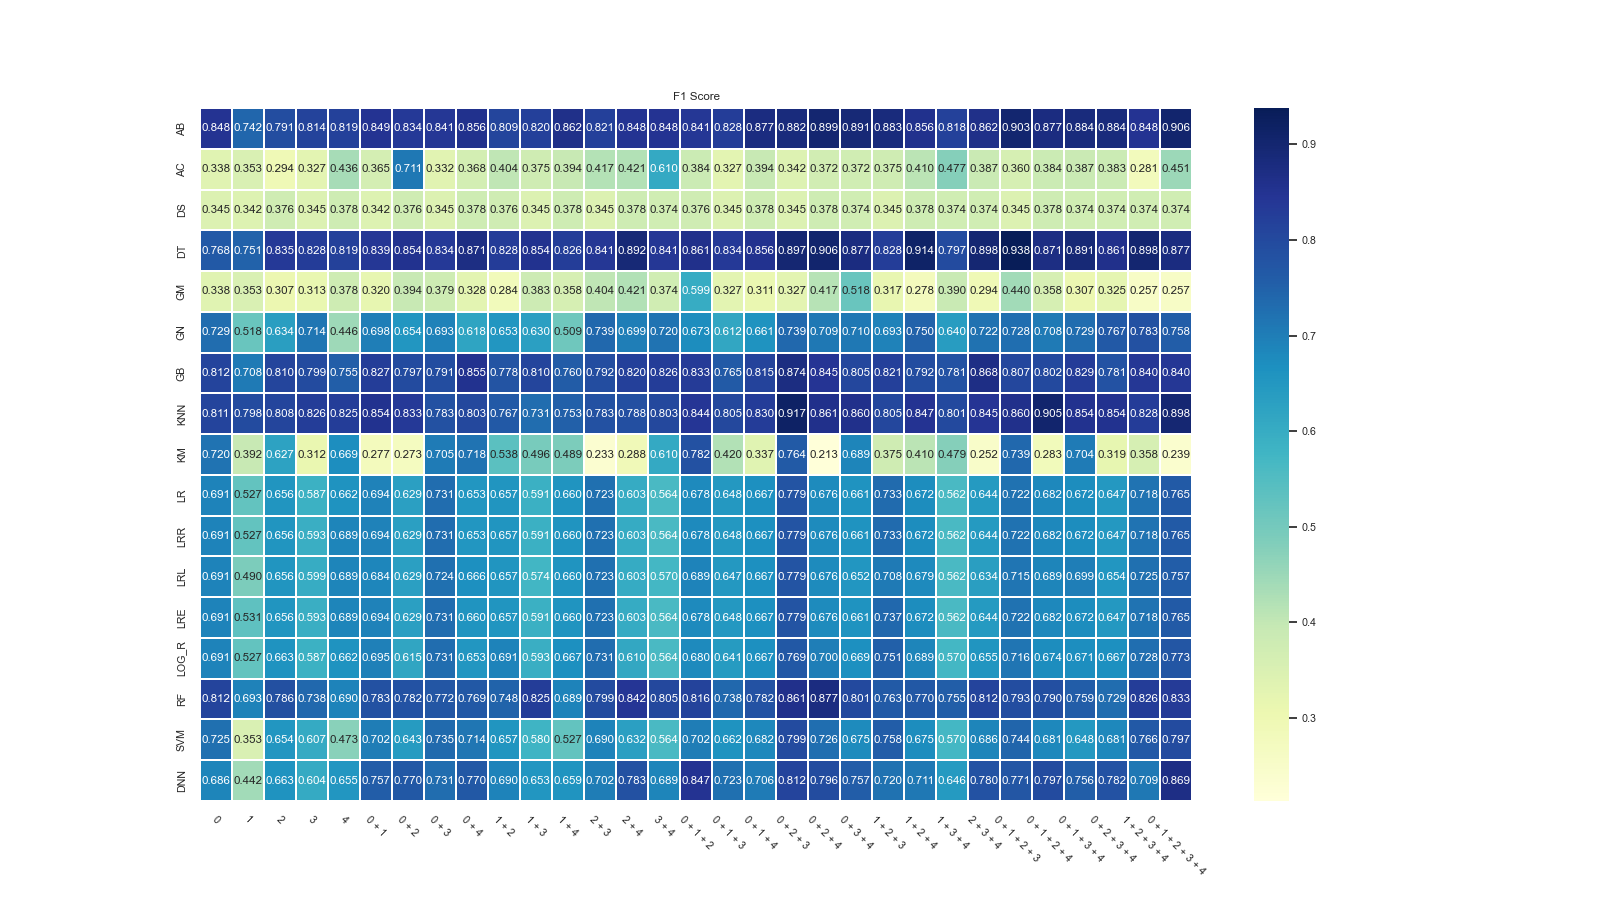 F1 Score
AB 0.848 0.742 0.791 0.814 0.819 0.849 0.834 0.841 0.856 0.809 0.820 0.862 0.821 0.848 0.848 0.841 0.828 0.877 0.882 0.899 0.891 0.883 0.856 0.818 0.862 0.903 0.877 0.884 0.884 0.848 0.906
AC 0.338 0.353 0.294 0.327 0.436 0.365 0.711 0.332 0.368 0.404 0.375 0.394 0.417 0.421 0.610 0.384 0.327 0.394 0.342 0.372 0.372 0.375 0.410 0.477 0.387 0.360 0.384 0.387 0.383 0.281 0.451
DS 0.345 0.342 0.376 0.345 0.378 0.342 0.376 0.345 0.378 0.376 0.345 0.378 0.345 0.378 0.374 0.376 0.345 0.378 0.345 0.378 0.374 0.345 0.378 0.374 0.374 0.345 0.378 0.374 0.374 0.374 0.374
DT 0.768 0.751 0.835 0.828 0.819 0.839 0.854 0.834 0.871 0.828 0.854 0.826 0.841 0.892 0.841 0.861 0.834 0.856 0.897 0.906 0.877 0.828 0.914 0.797 0.898 0.938 0.871 0.891 0.861 0.898 0.877
GM 0.338 0.353 0.307 0.313 0.378 0.320 0.394 0.379 0.328 0.284 0.383 0.358 0.404 0.421 0.374 0.599 0.327 0.311 0.327 0.417 0.518 0.317 0.278 0.390 0.294 0.440 0.358 0.307 0.325 0.257 0.257
GN 0.729 0.518 0.634 0.714 0.446 0.698 0.654 0.693 0.618 0.653 0.630 0.509 0.739 0.699 0.720 0.673 0.612 0.661 0.739 0.709 0.710 0.693 0.750 0.640 0.722 0.728 0.708 0.729 0.767 0.783 0.758
GB 0.812 0.708 0.810 0.799 0.755 0.827 0.797 0.791 0.855 0.778 0.810 0.760 0.792 0.820 0.826 0.833 0.765 0.815 0.874 0.845 0.805 0.821 0.792 0.781 0.868 0.807 0.802 0.829 0.781 0.840 0.840
KNN 0.811 0.798 0.808 0.826 0.825 0.854 0.833 0.783 0.803 0.767 0.731 0.753 0.783 0.788 0.803 0.844 0.805 0.830 0.917 0.861 0.860 0.805 0.847 0.801 0.845 0.860 0.905 0.854 0.854 0.828 0.898
KM 0.720 0.392 0.627 0.312 0.669 0.277 0.273 0.705 0.718 0.538 0.496 0.489 0.233 0.288 0.610 0.782 0.420 0.337 0.764 0.213 0.689 0.375 0.410 0.479 0.252 0.739 0.283 0.704 0.319 0.358 0.239
LR 0.691 0.527 0.656 0.587 0.662 0.694 0.629 0.731 0.653 0.657 0.591 0.660 0.723 0.603 0.564 0.678 0.648 0.667 0.779 0.676 0.661 0.733 0.672 0.562 0.644 0.722 0.682 0.672 0.647 0.718 0.765
LRR 0.691 0.527 0.656 0.593 0.689 0.694 0.629 0.731 0.653 0.657 0.591 0.660 0.723 0.603 0.564 0.678 0.648 0.667 0.779 0.676 0.661 0.733 0.672 0.562 0.644 0.722 0.682 0.672 0.647 0.718 0.765
LRL 0.691 0.490 0.656 0.599 0.689 0.684 0.629 0.724 0.666 0.657 0.574 0.660 0.723 0.603 0.570 0.689 0.647 0.667 0.779 0.676 0.652 0.708 0.679 0.562 0.634 0.715 0.689 0.699 0.654 0.725 0.757
LRE 0.691 0.531 0.656 0.593 0.689 0.694 0.629 0.731 0.660 0.657 0.591 0.660 0.723 0.603 0.564 0.678 0.648 0.667 0.779 0.676 0.661 0.737 0.672 0.562 0.644 0.722 0.682 0.672 0.647 0.718 0.765
LOG_R 0.691 0.527 0.663 0.587 0.662 0.695 0.615 0.731 0.653 0.691 0.593 0.667 0.731 0.610 0.564 0.680 0.641 0.667 0.769 0.700 0.669 0.751 0.689 0.570 0.655 0.716 0.674 0.671 0.667 0.728 0.773
RF 0.812 0.693 0.786 0.738 0.690 0.783 0.782 0.772 0.769 0.748 0.825 0.689 0.799 0.842 0.805 0.816 0.738 0.782 0.861 0.877 0.801 0.763 0.770 0.755 0.812 0.793 0.790 0.759 0.729 0.826 0.833
SVM 0.725 0.353 0.654 0.607 0.473 0.702 0.643 0.735 0.714 0.657 0.580 0.527 0.690 0.632 0.564 0.702 0.662 0.682 0.799 0.726 0.675 0.758 0.675 0.570 0.686 0.744 0.681 0.648 0.681 0.766 0.797
DNN 0.686 0.442 0.663 0.604 0.655 0.757 0.770 0.731 0.770 0.690 0.653 0.659 0.702 0.783 0.689 0.847 0.723 0.706 0.812 0.796 0.757 0.720 0.711 0.646 0.780 0.771 0.797 0.756 0.782 0.709 0.869
0 1 2 3 4 0 + 1 0 + 2 0 + 3 0 + 4 1 + 2 1 + 3 1 + 4 2 + 3 2 + 4 3 + 4 0 + 1 + 2 0 + 1 + 3 0 + 1 + 4 0 + 2 + 3 0 + 2 + 4 0 + 3 + 4 1 + 2 + 3 1 + 2 + 4 1 + 3 + 4 2 + 3 + 4 0 + 1 + 2 + 3 0 + 1 + 2 + 4 0 + 1 + 3 + 4 0 + 2 + 3 + 4 1 + 2 + 3 + 4 0 + 1 + 2 + 3 + 4
0.9
0.8
0.7
0.6
0.5
0.4
0.3